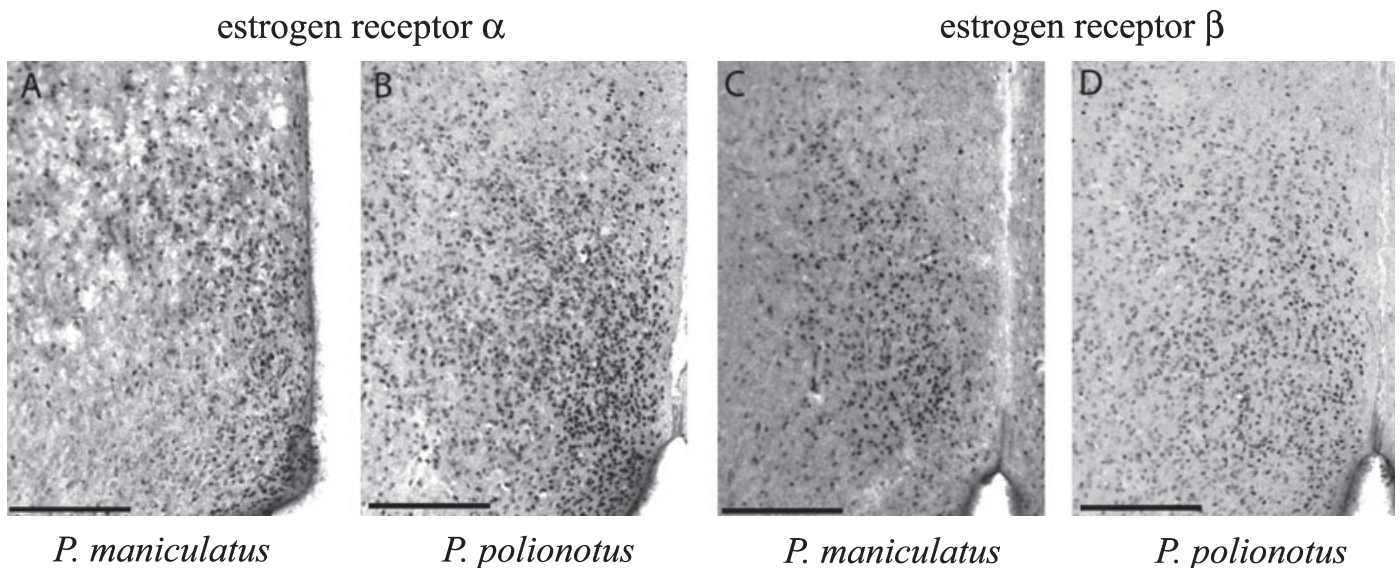 estrogen receptor α estrogen receptor β
A B C D
P. maniculatus P. polionotus P. maniculatus P. polionotus